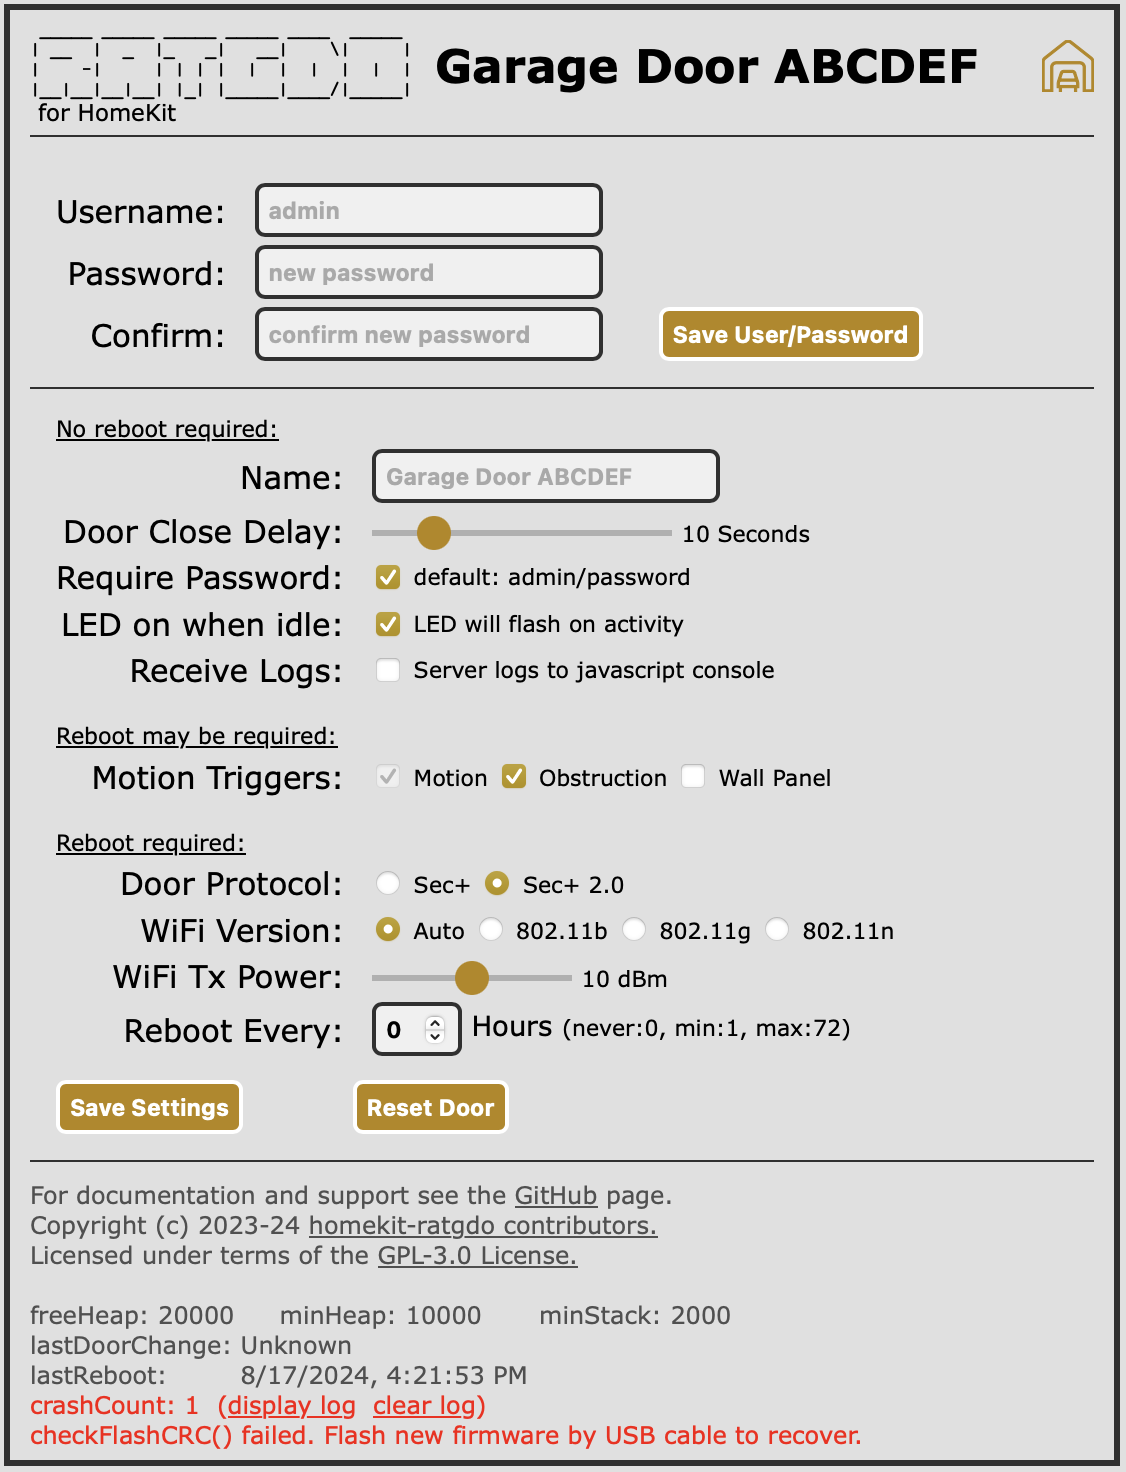 RATGDO
for HomeKit
Garage Door ABCDEF
Username: admin
Password: new password
Confirm: confirm new password Save User/Password
No reboot required:
Name: Garage Door ABCDEF
Door Close Delay: 10 Seconds
Require Password: default: admin/password
LED on when idle: LED will flash on activity
Receive Logs: Server logs to javascript console
Reboot may be required:
Motion Triggers: Motion Obstruction Wall Panel
Reboot required:
Door Protocol: Sec+ Sec+ 2.0
WiFi Version: Auto 802.11b 802.11g 802.11n
WiFi Tx Power: 10 dBm
Reboot Every: 0 Hours (never:0, min:1, max:72)
Save Settings Reset Door
For documentation and support see the GitHub page.
Copyright (c) 2023-24 homekit-ratgdo contributors.
Licensed under terms of the GPL-3.0 License.
freeHeap: 20000 minHeap: 10000 minStack: 2000
lastDoorChange: Unknown
lastReboot: 8/17/2024, 4:21:53 PM
crashCount: 1 (display log clear log)
checkFlashCRC() failed. Flash new firmware by USB cable to recover.